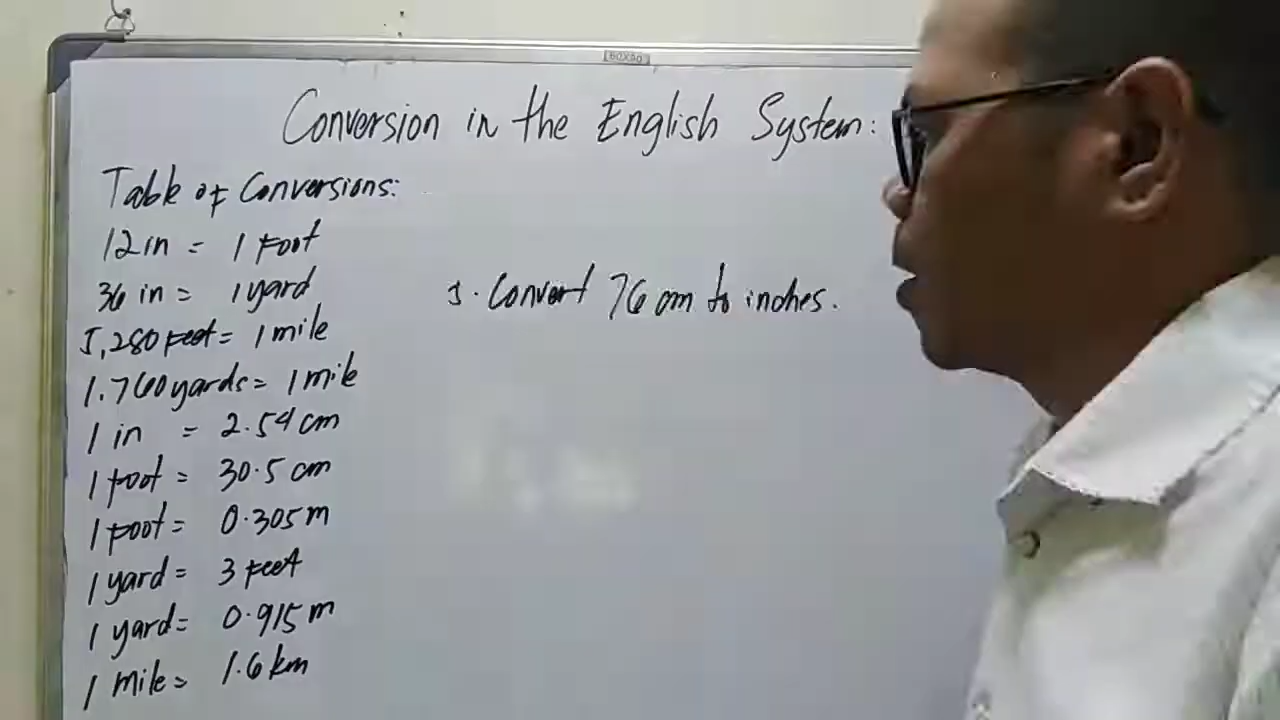 60X90
Conversion in the English System:
Table of Conversions:
12 in = 1 foot
36 in = 1 yard
5,280 feet = 1 mile
1.760 yards = 1 mile
1 in = 2.54 cm
1 foot = 30.5 cm
1 foot = 0.305 m
1 yard = 3 feet
1 yard = 0.915 m
1 mile = 1.6 km
1. Convert 76 cm to inches.